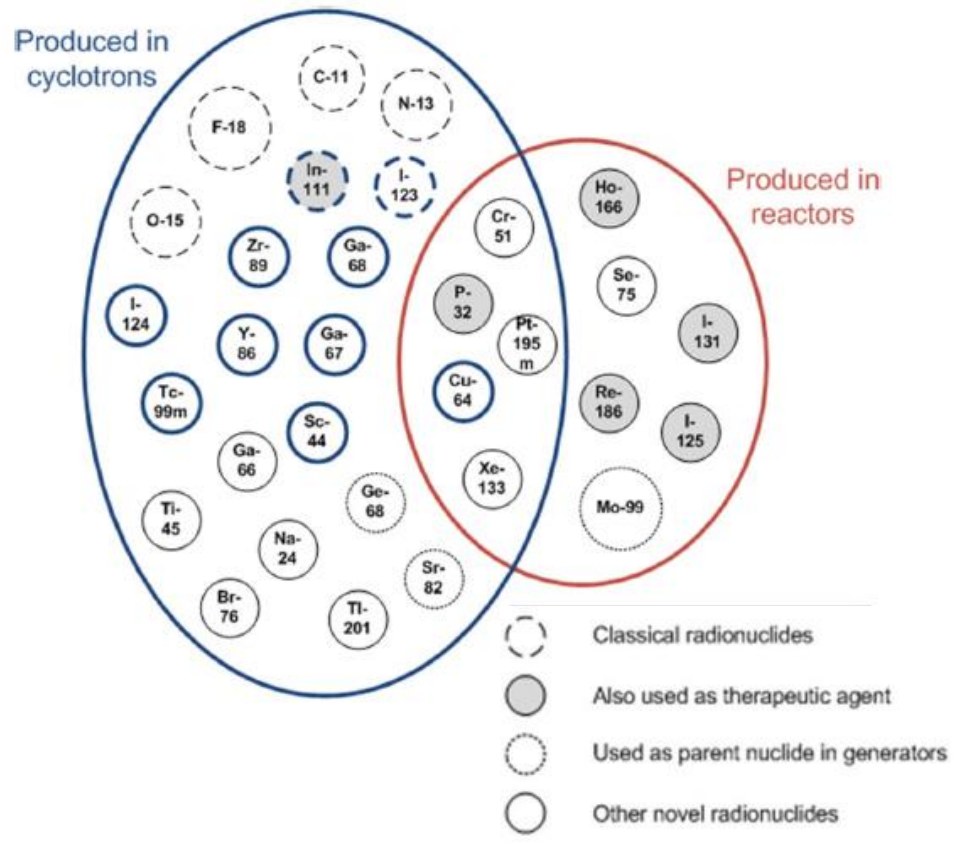 Produced in
cyclotrons
C-11
N-13
F-18
In-
111
I-
123
O-15
Zr-
89
Ga-
68
I-
124
Y-
86
Ga-
67
Tc-
99m
Sc-
44
Ga-
66
Ge-
68
Ti-
45
Na-
24
Sr-
82
Br-
76
Tl-
201
Cr-
51
P-
32
Pt-
195
m
Cu-
64
Xe-
133
Produced in
reactors
Ho-
166
Se-
75
I-
131
Re-
186
I-
125
Mo-99
Classical radionuclides
Also used as therapeutic agent
Used as parent nuclide in generators
Other novel radionuclides